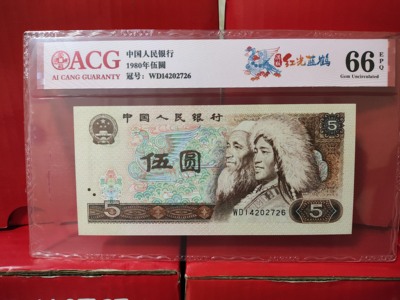 ACG
AI CANG GUARANTY
中国人民银行
1980年伍圆
冠号: WD14202726
红光蓝鹤
66 EPQ
Gem Uncirculated
中国人民银行
伍圆
5
5
WD14202726
5